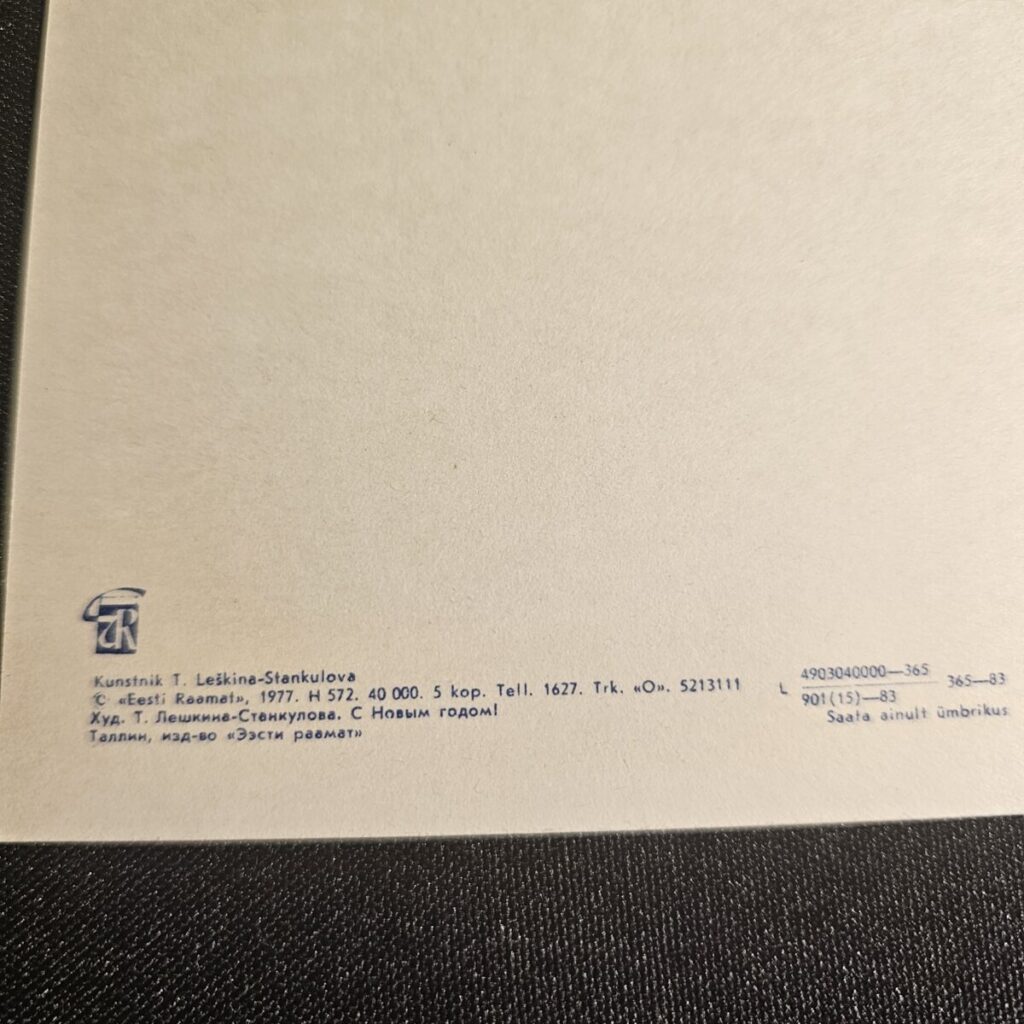 ER
Kunstnik T. Leškina-Stankulova
© «Eesti Raamat», 1977. H 572. 40 000. 5 kop. Tell. 1627. Trk. «O». 5213111
Худ. Т. Лешкина-Станкулова. С Новым годом!
Таллин, изд-во «Ээсти раамат»
L 4903040000—365
901(15)—83
365—83
Saata ainult ümbrikus